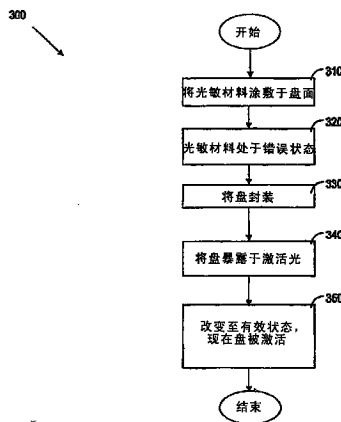 300
开始
310
将光敏材料涂敷于盘面
320
光敏材料处于错误状态
330
将盘封装
340
将盘暴露于激活光
350
改变至有效状态，
现在盘被激活
结束